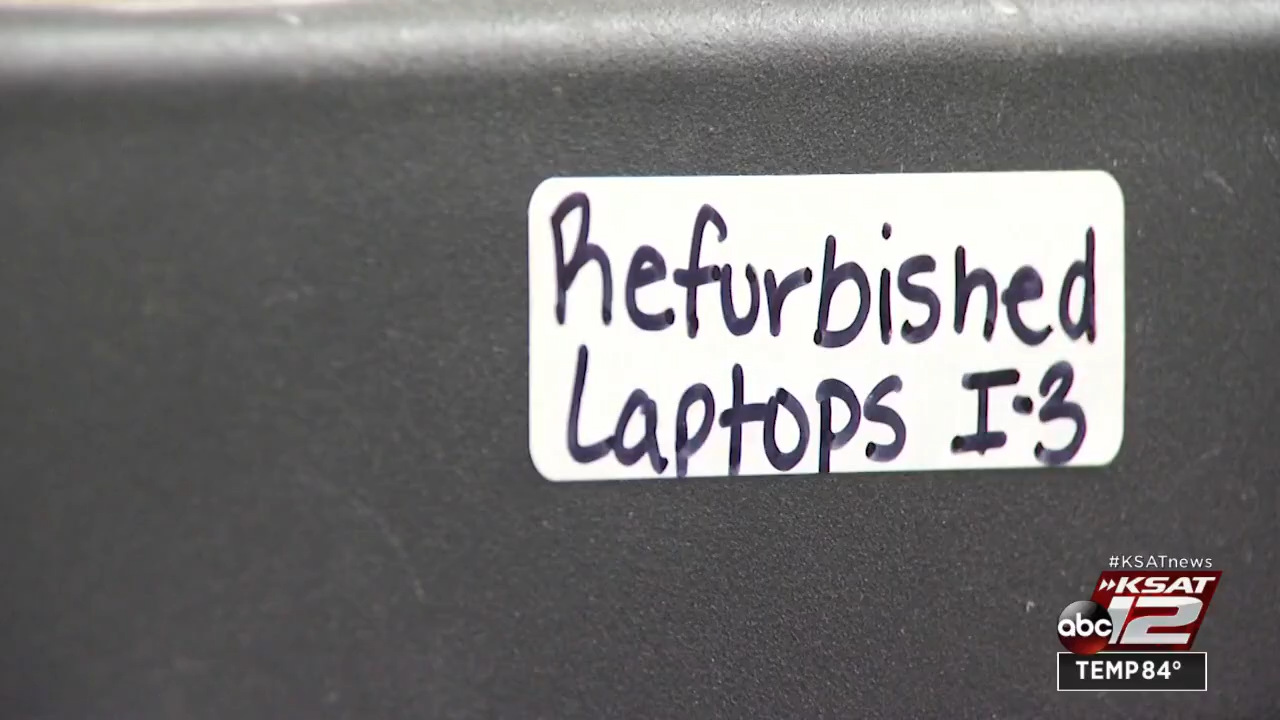 Refurbished
Laptops I-3
#KSATnews
KSAT
abc 12
TEMP 84°